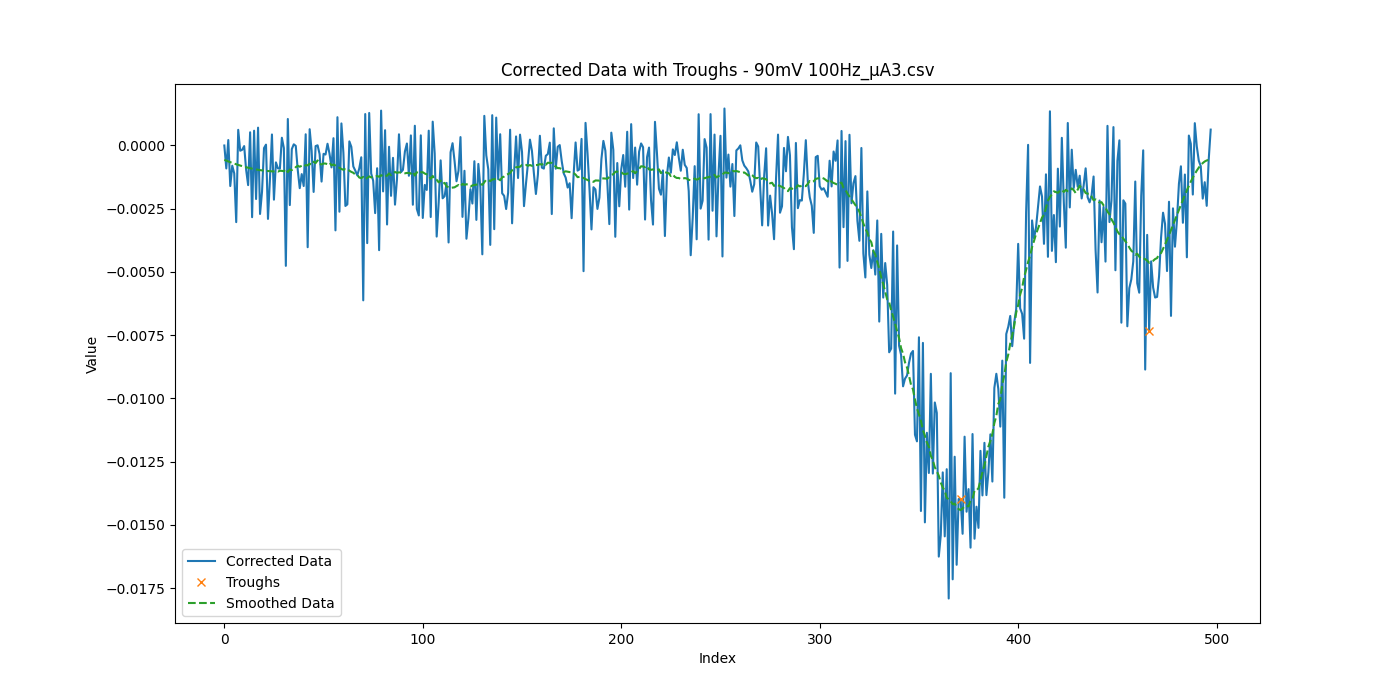 Corrected Data with Troughs - 90mV 100Hz_μA3.csv
0.0000
−0.0025
−0.0050
−0.0075
−0.0100
−0.0125
−0.0150
−0.0175
Value
Corrected Data
Troughs
Smoothed Data
0 100 200 300 400 500
Index